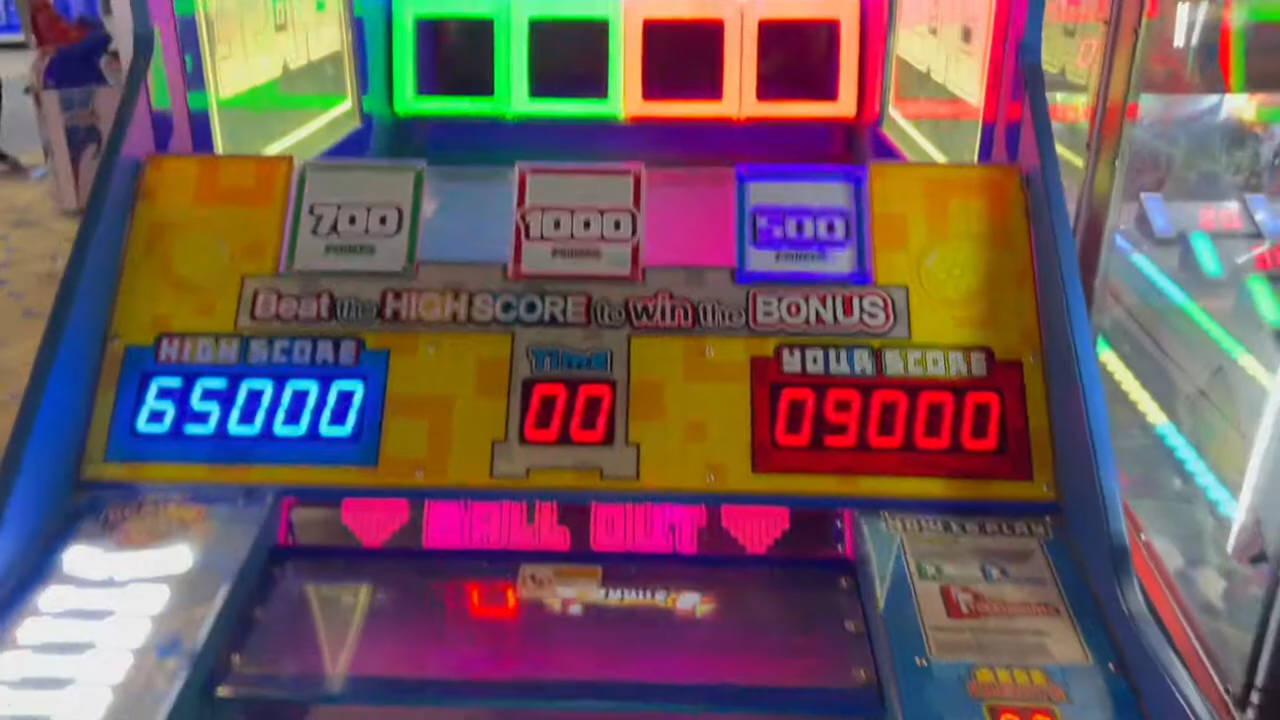 700
1000
500
Beat the HIGH SCORE to win the BONUS
HIGH SCORE
Time
YOUR SCORE
65000
00
09000
BALL OUT